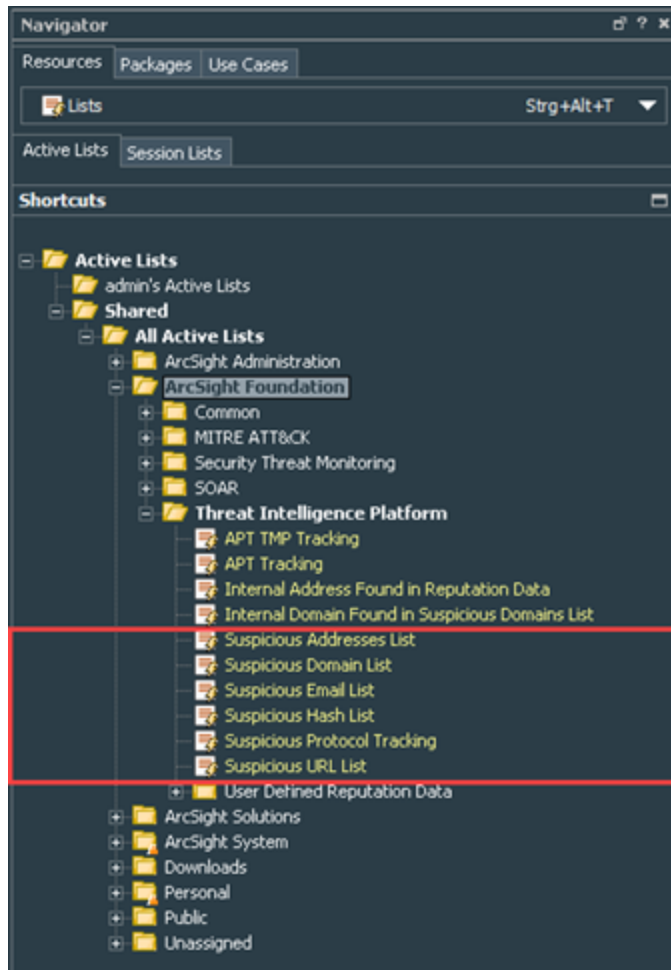 Navigator
Resources Packages Use Cases
Lists Strg+Alt+T
Active Lists Session Lists
Shortcuts
Active Lists
admin's Active Lists
Shared
All Active Lists
ArcSight Administration
ArcSight Foundation
Common
MITRE ATT&CK
Security Threat Monitoring
SOAR
Threat Intelligence Platform
APT TMP Tracking
APT Tracking
Internal Address Found in Reputation Data
Internal Domain Found in Suspicious Domains List
Suspicious Addresses List
Suspicious Domain List
Suspicious Email List
Suspicious Hash List
Suspicious Protocol Tracking
Suspicious URL List
User Defined Reputation Data
ArcSight Solutions
ArcSight System
Downloads
Personal
Public
Unassigned